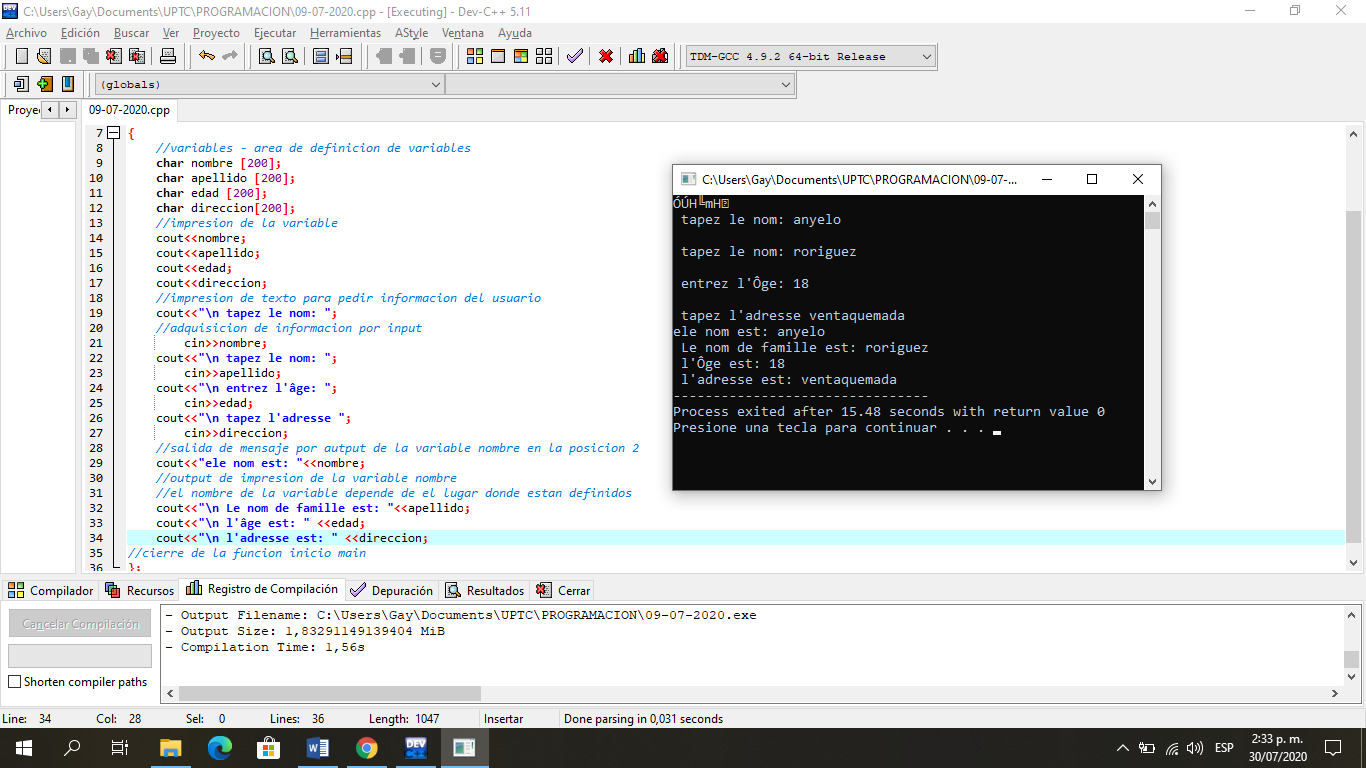 C:\Users\Gay\Documents\UPTC\PROGRAMACION\09-07-2020.cpp - [Executing] - Dev-C++ 5.11
Archivo Edición Buscar Ver Proyecto Ejecutar Herramientas AStyle Ventana Ayuda
TDM-GCC 4.9.2 64-bit Release
(globals)
Proyec
09-07-2020.cpp
7 {
8 //variables - area de definicion de variables
9 char nombre [200];
10 char apellido [200];
11 char edad [200];
12 char direccion[200];
13 //impresion de la variable
14 cout<<nombre;
15 cout<<apellido;
16 cout<<edad;
17 cout<<direccion;
18 //impresion de texto para pedir informacion del usuario
19 cout<<"\n tapez le nom: ";
20 //adquisicion de informacion por input
21 cin>>nombre;
22 cout<<"\n tapez le nom: ";
23 cin>>apellido;
24 cout<<"\n entrez l'âge: ";
25 cin>>edad;
26 cout<<"\n tapez l'adresse ";
27 cin>>direccion;
28 //salida de mensaje por autput de la variable nombre en la posicion 2
29 cout<<"ele nom est: "<<nombre;
30 //output de impresion de la variable nombre
31 //el nombre de la variable depende de el lugar donde estan definidos
32 cout<<"\n Le nom de famille est: "<<apellido;
33 cout<<"\n l'âge est: " <<edad;
34 cout<<"\n l'adresse est: " <<direccion;
35 //cierre de la funcion inicio main
36 };
C:\Users\Gay\Documents\UPTC\PROGRAMACION\09-07-...
ÓÚH╚mH
tapez le nom: anyelo
tapez le nom: roriguez
entrez l'Ôge: 18
tapez l'adresse ventaquemada
ele nom est: anyelo
Le nom de famille est: roriguez
l'Ôge est: 18
l'adresse est: ventaquemada
--------------------------------
Process exited after 15.48 seconds with return value 0
Presione una tecla para continuar . . .
Compilador Recursos Registro de Compilación Depuración Resultados Cerrar
Cancelar Compilación
Shorten compiler paths
- Output Filename: C:\Users\Gay\Documents\UPTC\PROGRAMACION\09-07-2020.exe
- Output Size: 1,83291149139404 MiB
- Compilation Time: 1,56s
Line: 34 Col: 28 Sel: 0 Lines: 36 Length: 1047 Insertar Done parsing in 0,031 seconds
ESP
2:33 p. m.
30/07/2020